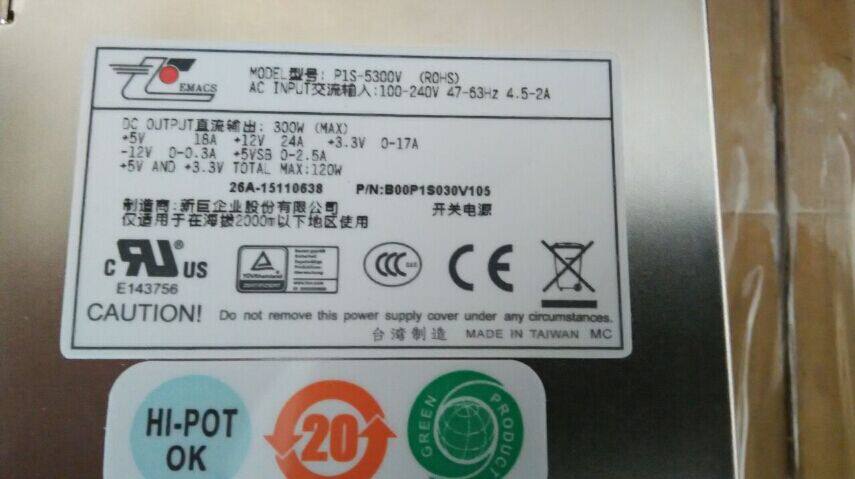 EMACS
MODEL型号: P1S-5300V (ROHS)
AC INPUT交流输入:100-240V 47-63Hz 4.5-2A
DC OUTPUT直流输出: 300W (MAX)
+5V 18A +12V 24A +3.3V 0-17A
-12V 0-0.3A +5VSB 0-2.5A
+5V AND +3.3V TOTAL MAX:120W
26A-15110638 P/N:B00P1S030V105
制造商:新巨企业股份有限公司 开关电源
仅适用于在海拔2000m以下地区使用
c RU ® US
E143756
TÜVRheinland
CCC
CE
CAUTION! Do not remove this power supply cover under any circumstances.
台湾制造 MADE IN TAIWAN MC
HI-POT
OK
20
GREEN PRODUCT